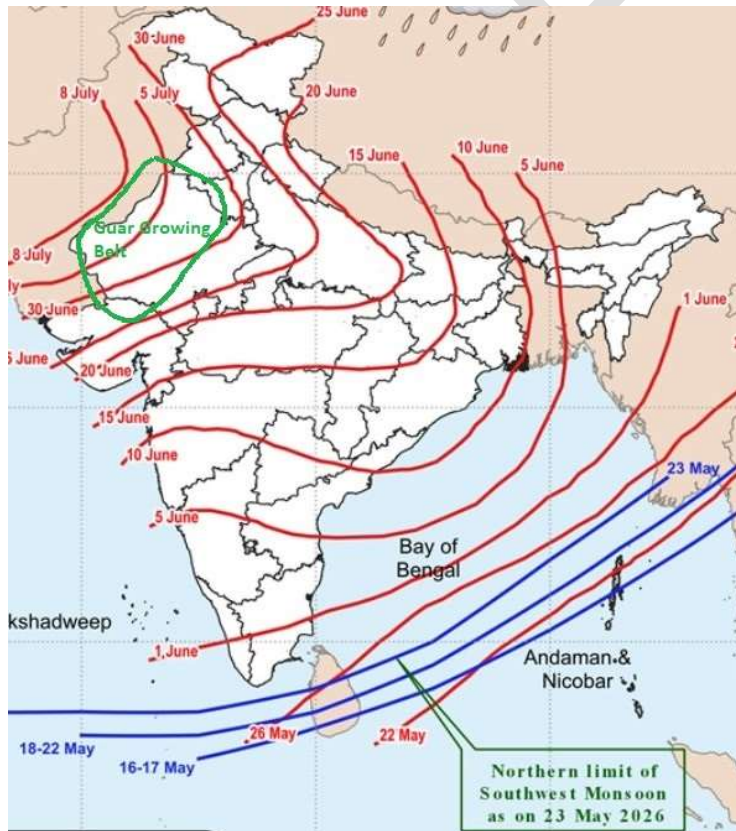 25 June
30 June
8 July
5 July
20 June
15 June
10 June
5 June
Guar Growing
Belt
8 July
ly
30 June
5 June
20 June
15 June
10 June
5 June
1 June
1 June
23 May
Bay of
Bengal
kshadweep
Andaman &
Nicobar
26 May
22 May
18-22 May
16-17 May
Northern limit of
Southwest Monsoon
as on 23 May 2026